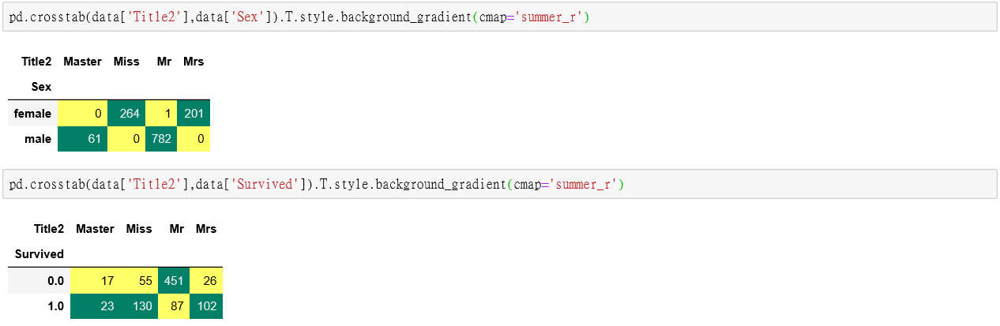 pd.crosstab(data['Title2'],data['Sex']).T.style.background_gradient(cmap='summer_r')
Title2 Master Miss Mr Mrs
Sex
female 0 264 1 201
male 61 0 782 0
pd.crosstab(data['Title2'],data['Survived']).T.style.background_gradient(cmap='summer_r')
Title2 Master Miss Mr Mrs
Survived
0.0 17 55 451 26
1.0 23 130 87 102